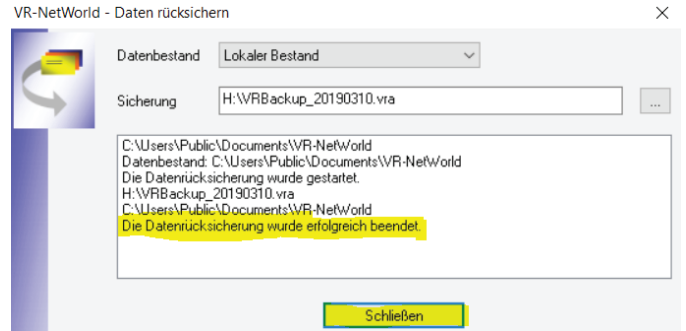 VR-NetWorld - Daten rücksichern
Datenbestand Lokaler Bestand
Sicherung H:\VRBackup_20190310.vra ...
C:\Users\Public\Documents\VR-NetWorld
Datenbestand: C:\Users\Public\Documents\VR-NetWorld
Die Datenrücksicherung wurde gestartet.
H:\VRBackup_20190310.vra
C:\Users\Public\Documents\VR-NetWorld
Die Datenrücksicherung wurde erfolgreich beendet.
Schließen